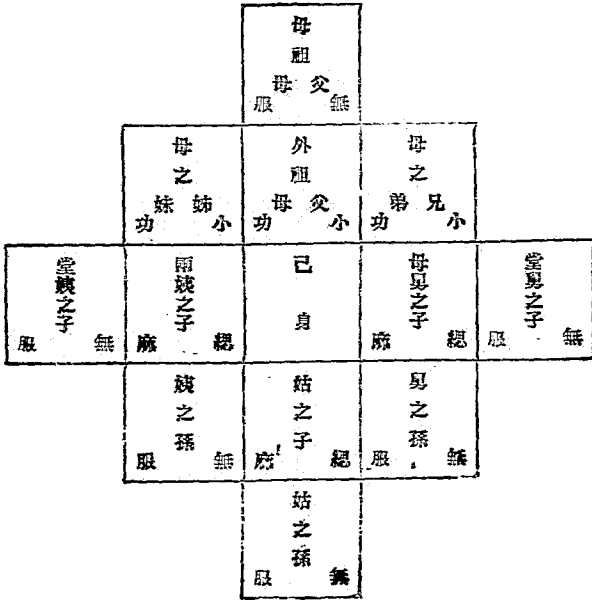 母祖父母
無服
母之兄弟
小功
外祖父母
小功
母之姊妹
小功
堂舅之子
無服
母舅之子
緦麻
己身
兩姨之子
緦麻
堂姨之子
無服
舅之孫
無服
姑之子
緦麻
姨之孫
無服
姑之孫
無服